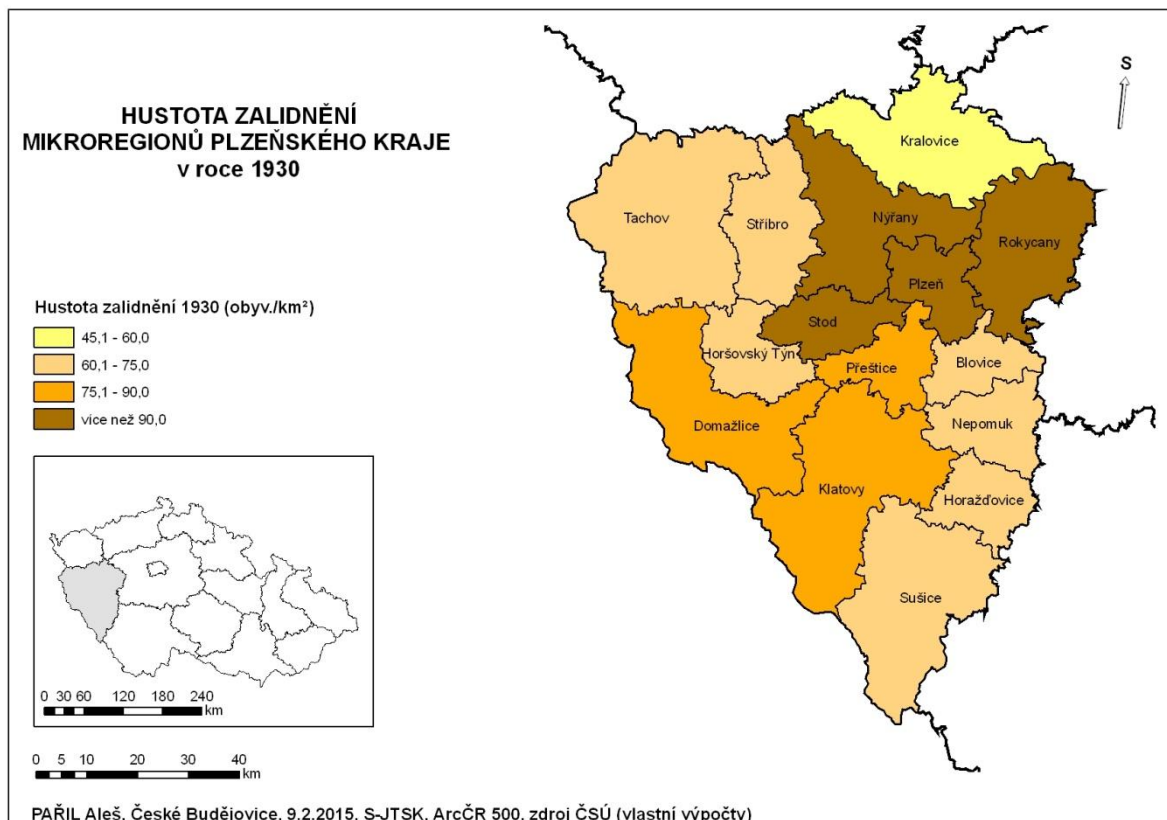 HUSTOTA ZALIDNĚNÍ
MIKROREGIONŮ PLZEŇSKÉHO KRAJE
v roce 1930
S
Kralovice
Tachov
Stříbro
Nýřany
Rokycany
Plzeň
Stod
Horšovský Týn
Přeštice
Blovice
Domažlice
Nepomuk
Klatovy
Horažďovice
Sušice
Hustota zalidnění 1930 (obyv./km²)
45,1 - 60,0
60,1 - 75,0
75,1 - 90,0
více než 90,0
0 30 60 120 180 240
km
0 5 10 20 30 40
km
PAŘIL Aleš, České Budějovice, 9.2.2015, S-JTSK, ArcČR 500, zdroj ČSÚ (vlastní výpočty)